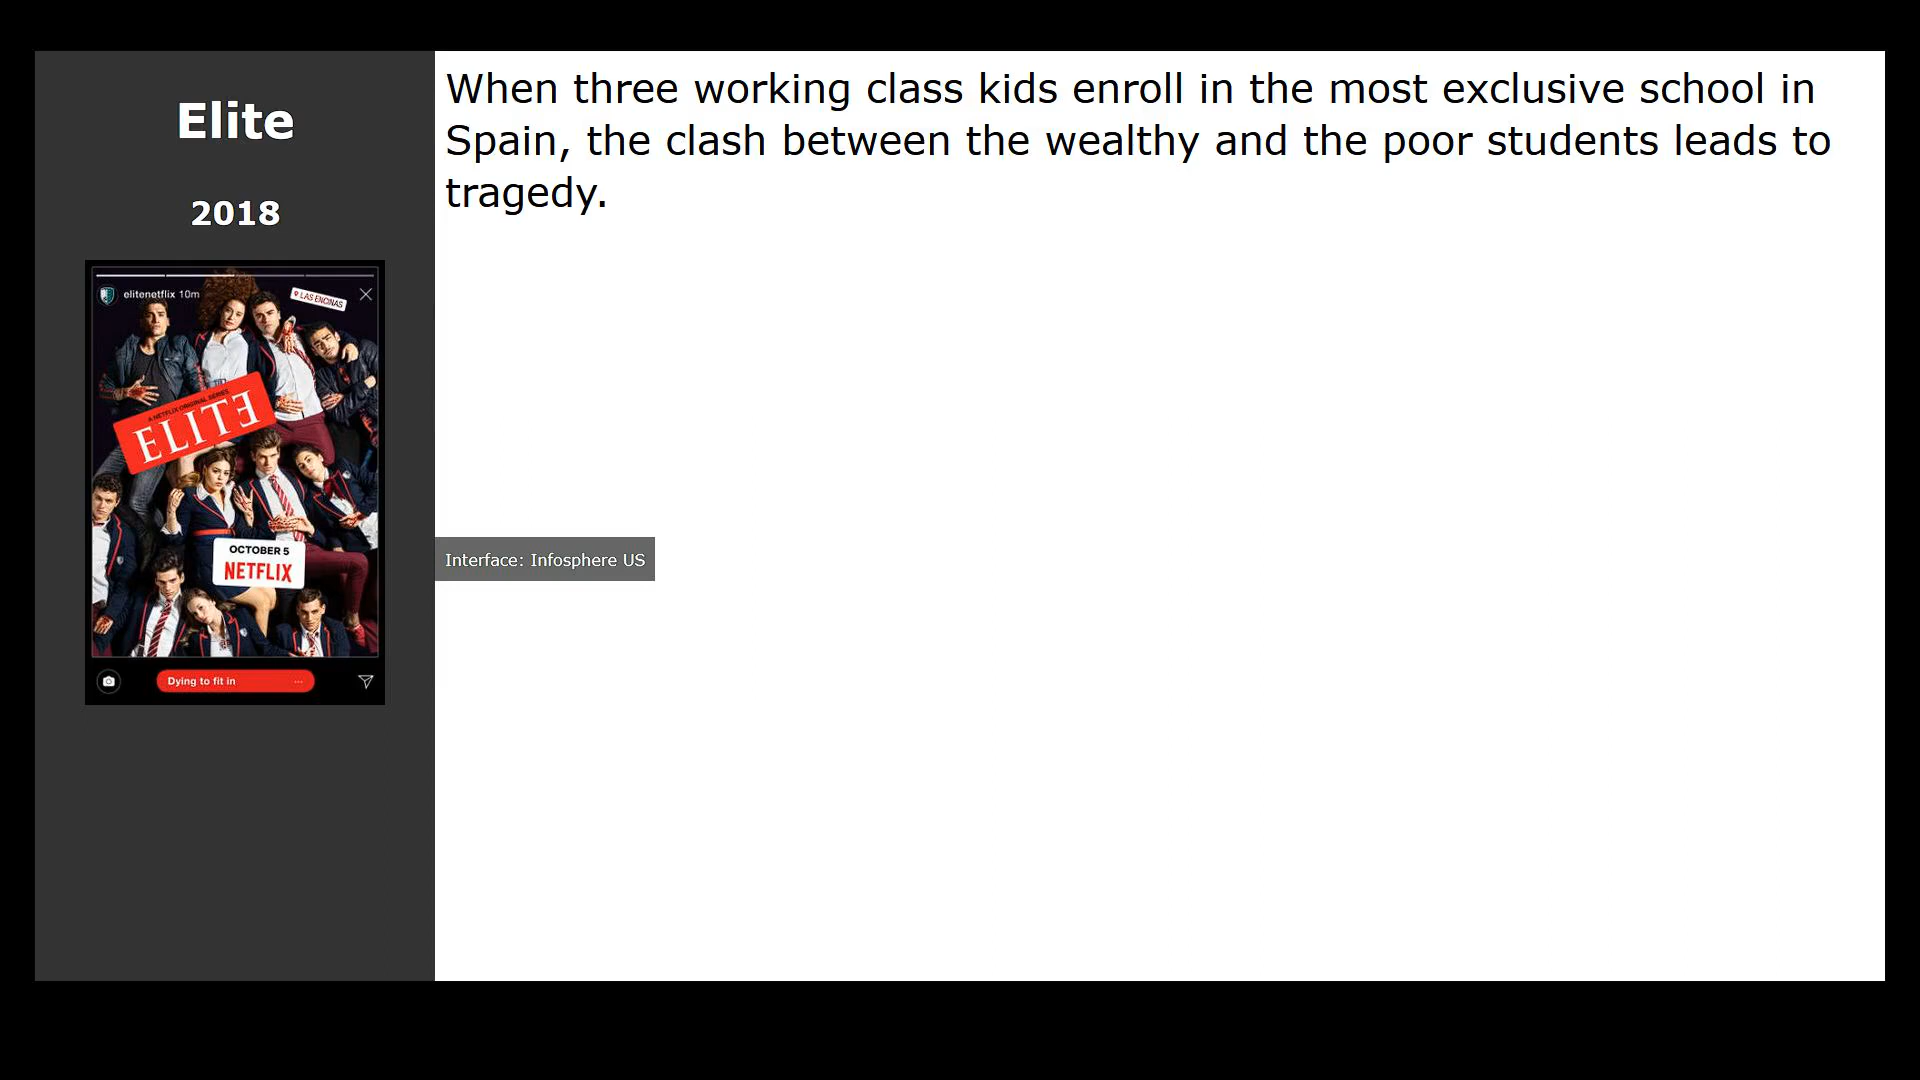 Elite
2018
elitenetflix 10m
LAS ENCINAS
A NETFLIX ORIGINAL SERIES
ELITE
OCTOBER 5
NETFLIX
Dying to fit in
When three working class kids enroll in the most exclusive school in
Spain, the clash between the wealthy and the poor students leads to
tragedy.
Interface: Infosphere US